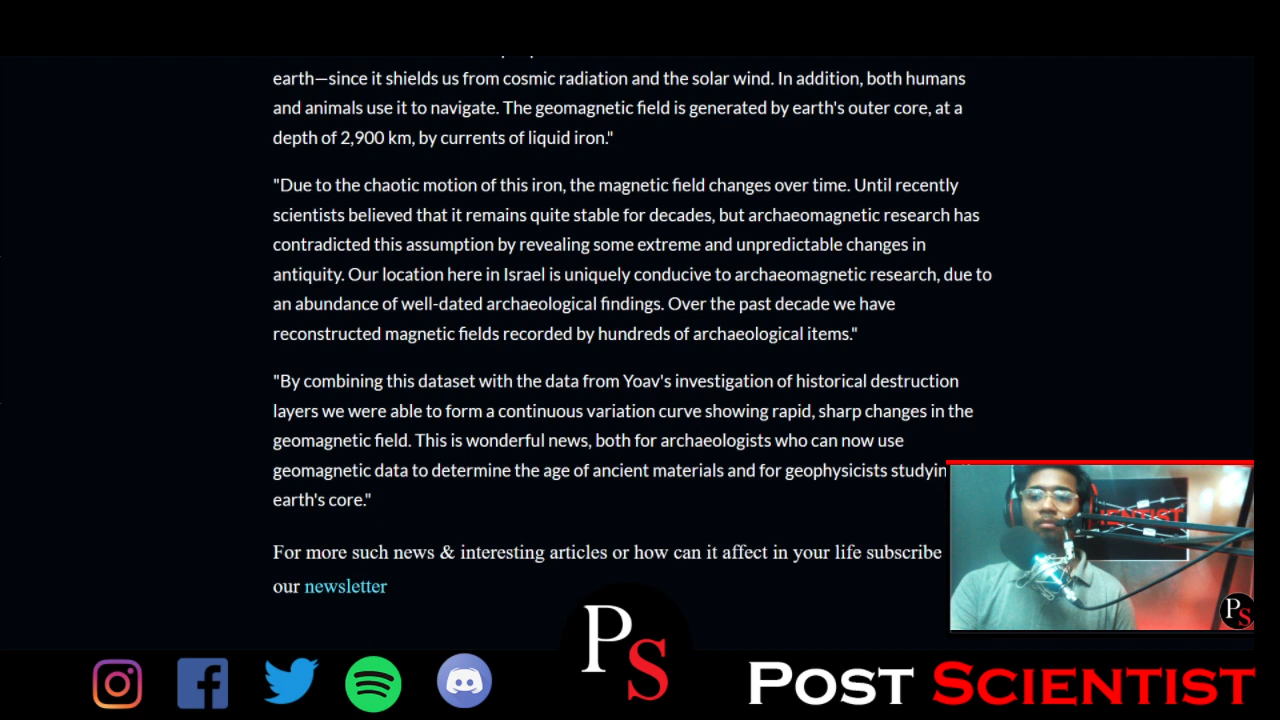 earth—since it shields us from cosmic radiation and the solar wind. In addition, both humans
and animals use it to navigate. The geomagnetic field is generated by earth's outer core, at a
depth of 2,900 km, by currents of liquid iron."
"Due to the chaotic motion of this iron, the magnetic field changes over time. Until recently
scientists believed that it remains quite stable for decades, but archaeomagnetic research has
contradicted this assumption by revealing some extreme and unpredictable changes in
antiquity. Our location here in Israel is uniquely conducive to archaeomagnetic research, due to
an abundance of well-dated archaeological findings. Over the past decade we have
reconstructed magnetic fields recorded by hundreds of archaeological items."
"By combining this dataset with the data from Yoav's investigation of historical destruction
layers we were able to form a continuous variation curve showing rapid, sharp changes in the
geomagnetic field. This is wonderful news, both for archaeologists who can now use
geomagnetic data to determine the age of ancient materials and for geophysicists
earth's core."
For more such news & interesting articles or how can it affect in your life subscribe
our newsletter
PS
PS
POST SCIENTIST